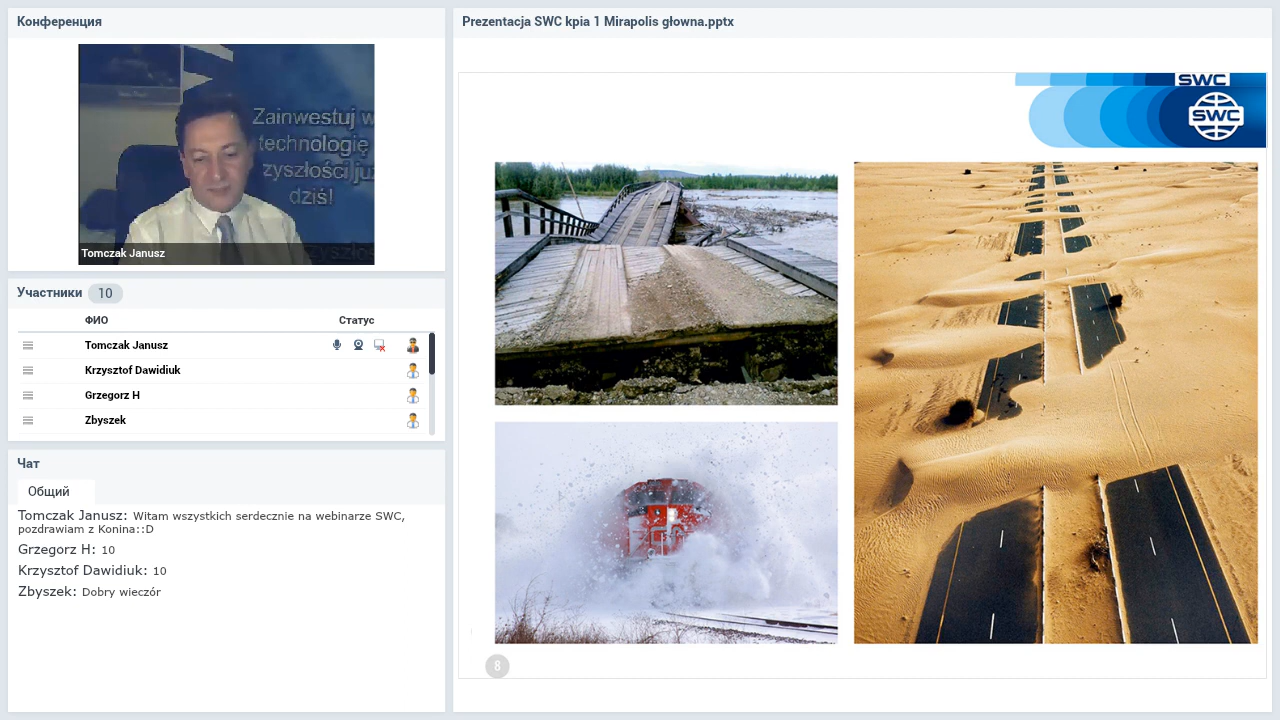 Конференция
Zainwestuj w
technologię
zyszłości już
dziś!
Tomczak Janusz
Участники 10
ФИО Статус
Tomczak Janusz
Krzysztof Dawidiuk
Grzegorz H
Zbyszek
Чат
Общий
Tomczak Janusz: Witam wszystkich serdecznie na webinarze SWC,
pozdrawiam z Konina::D
Grzegorz H: 10
Krzysztof Dawidiuk: 10
Zbyszek: Dobry wieczór
Prezentacja SWC kpia 1 Mirapolis głowna.pptx
SWC
SWC
8